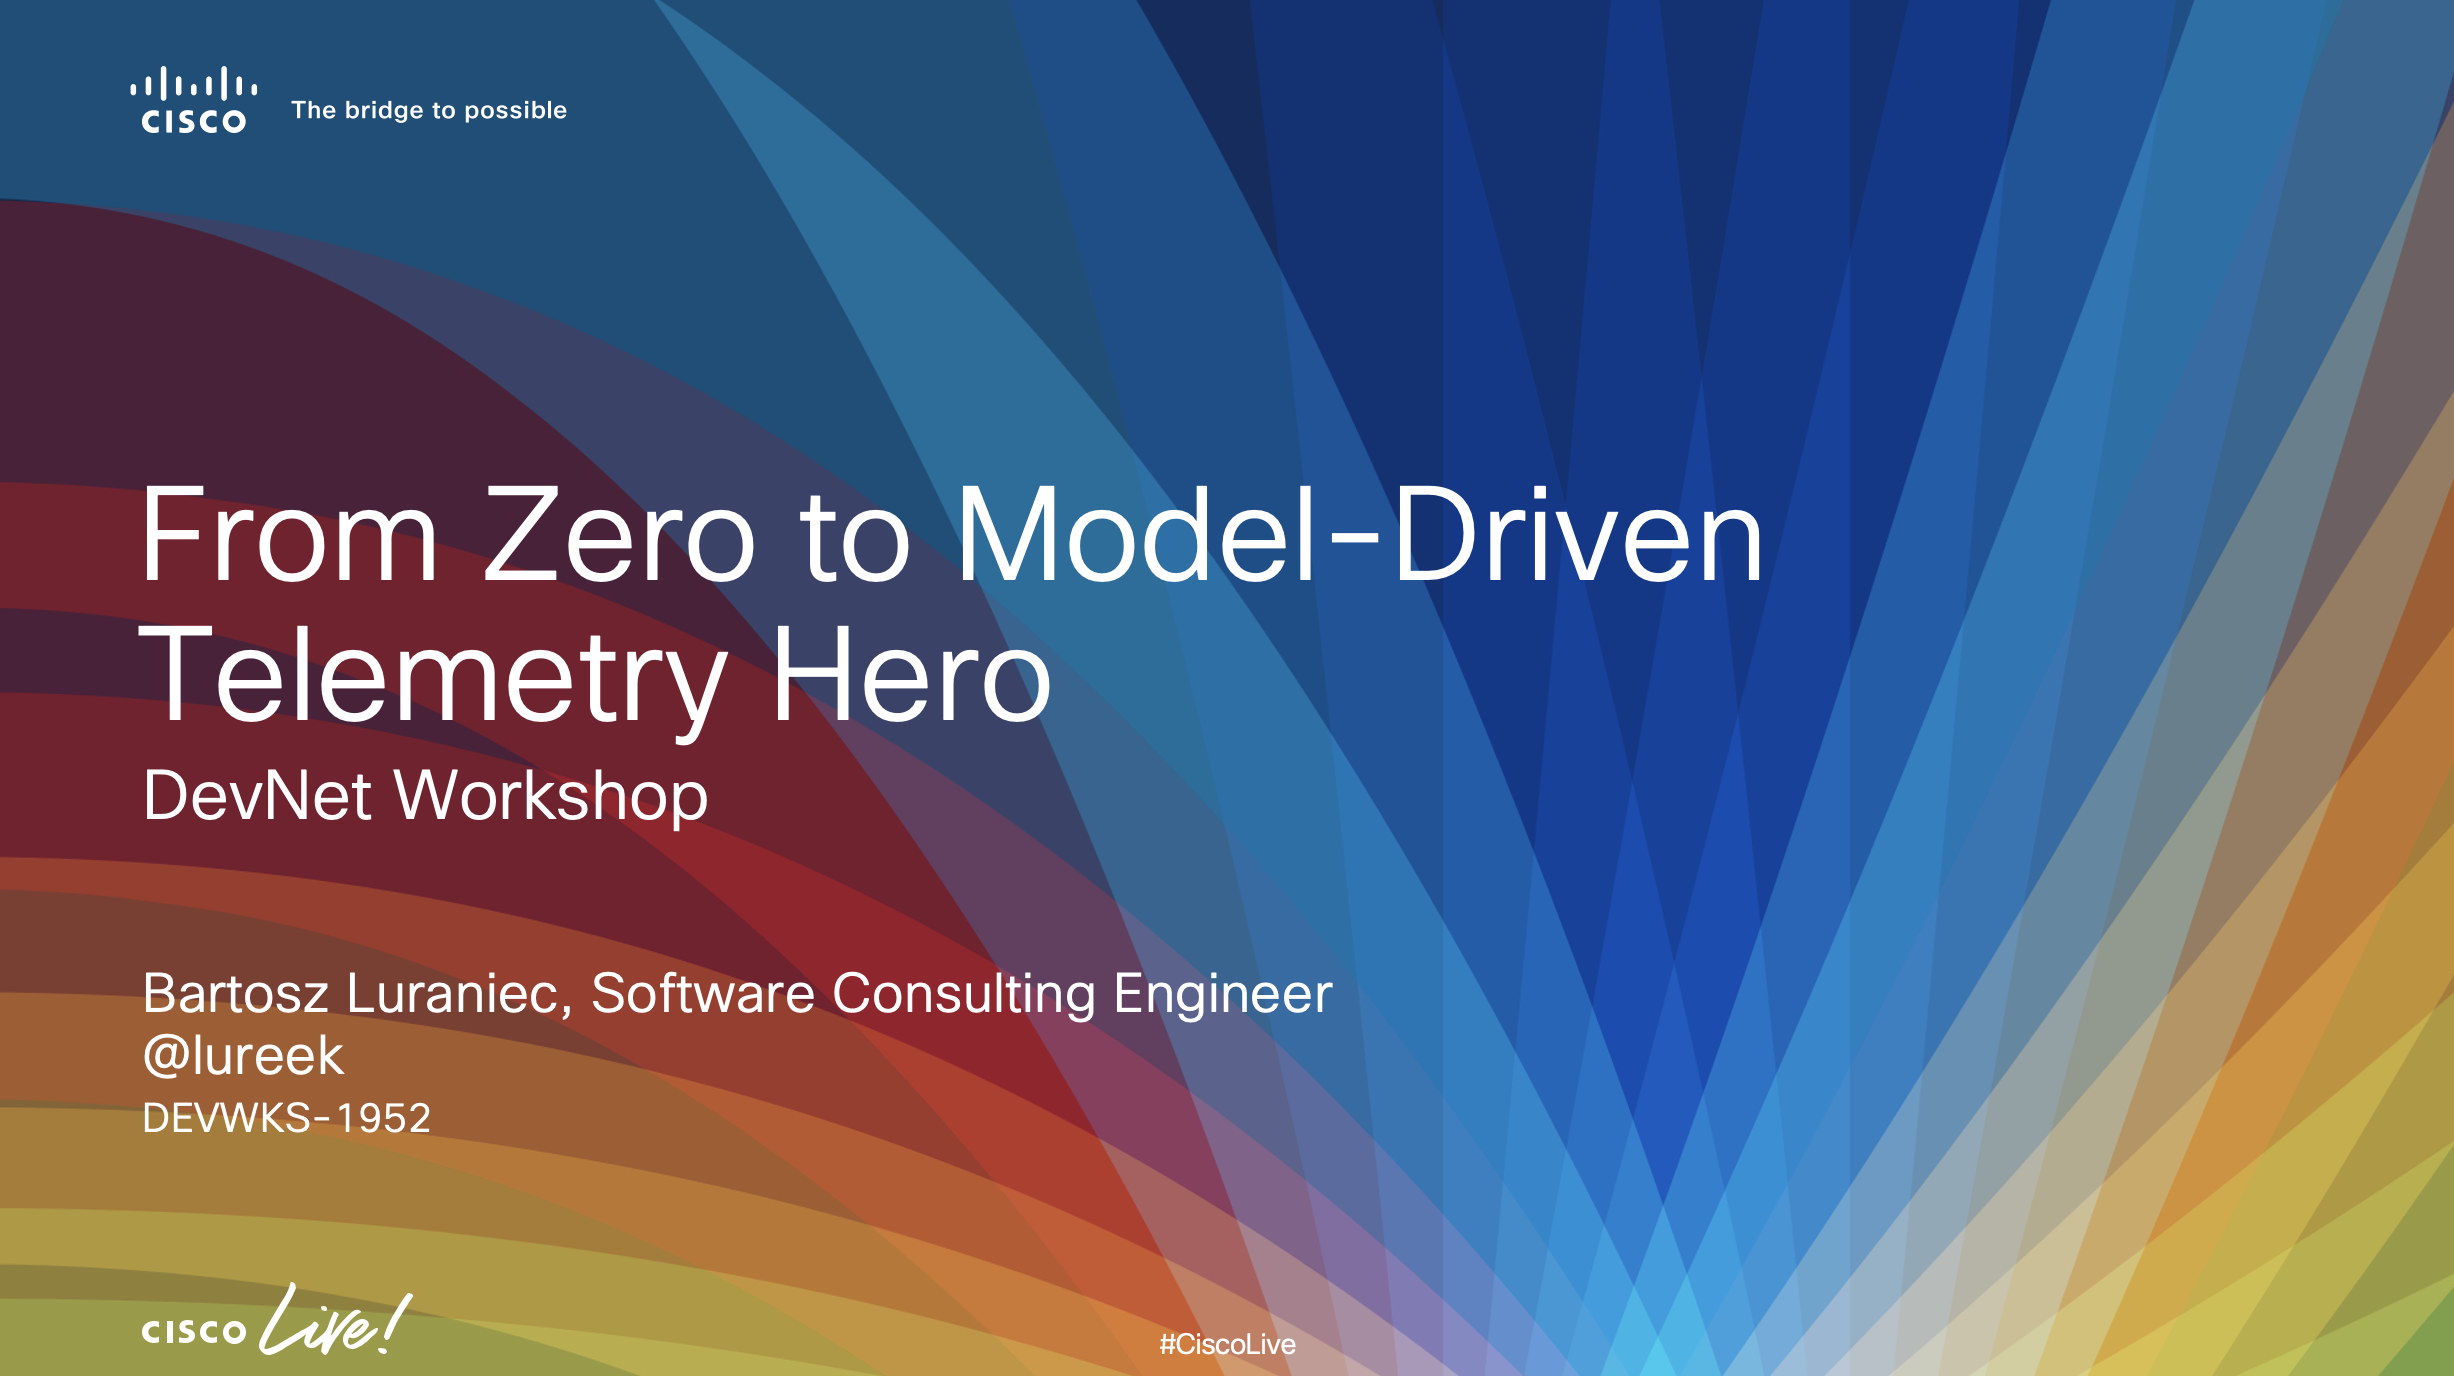 CISCO
The bridge to possible
From Zero to Model-Driven
Telemetry Hero
DevNet Workshop
Bartosz Luraniec, Software Consulting Engineer
@lureek
DEVWKS-1952
CISCO Live!
#CiscoLive